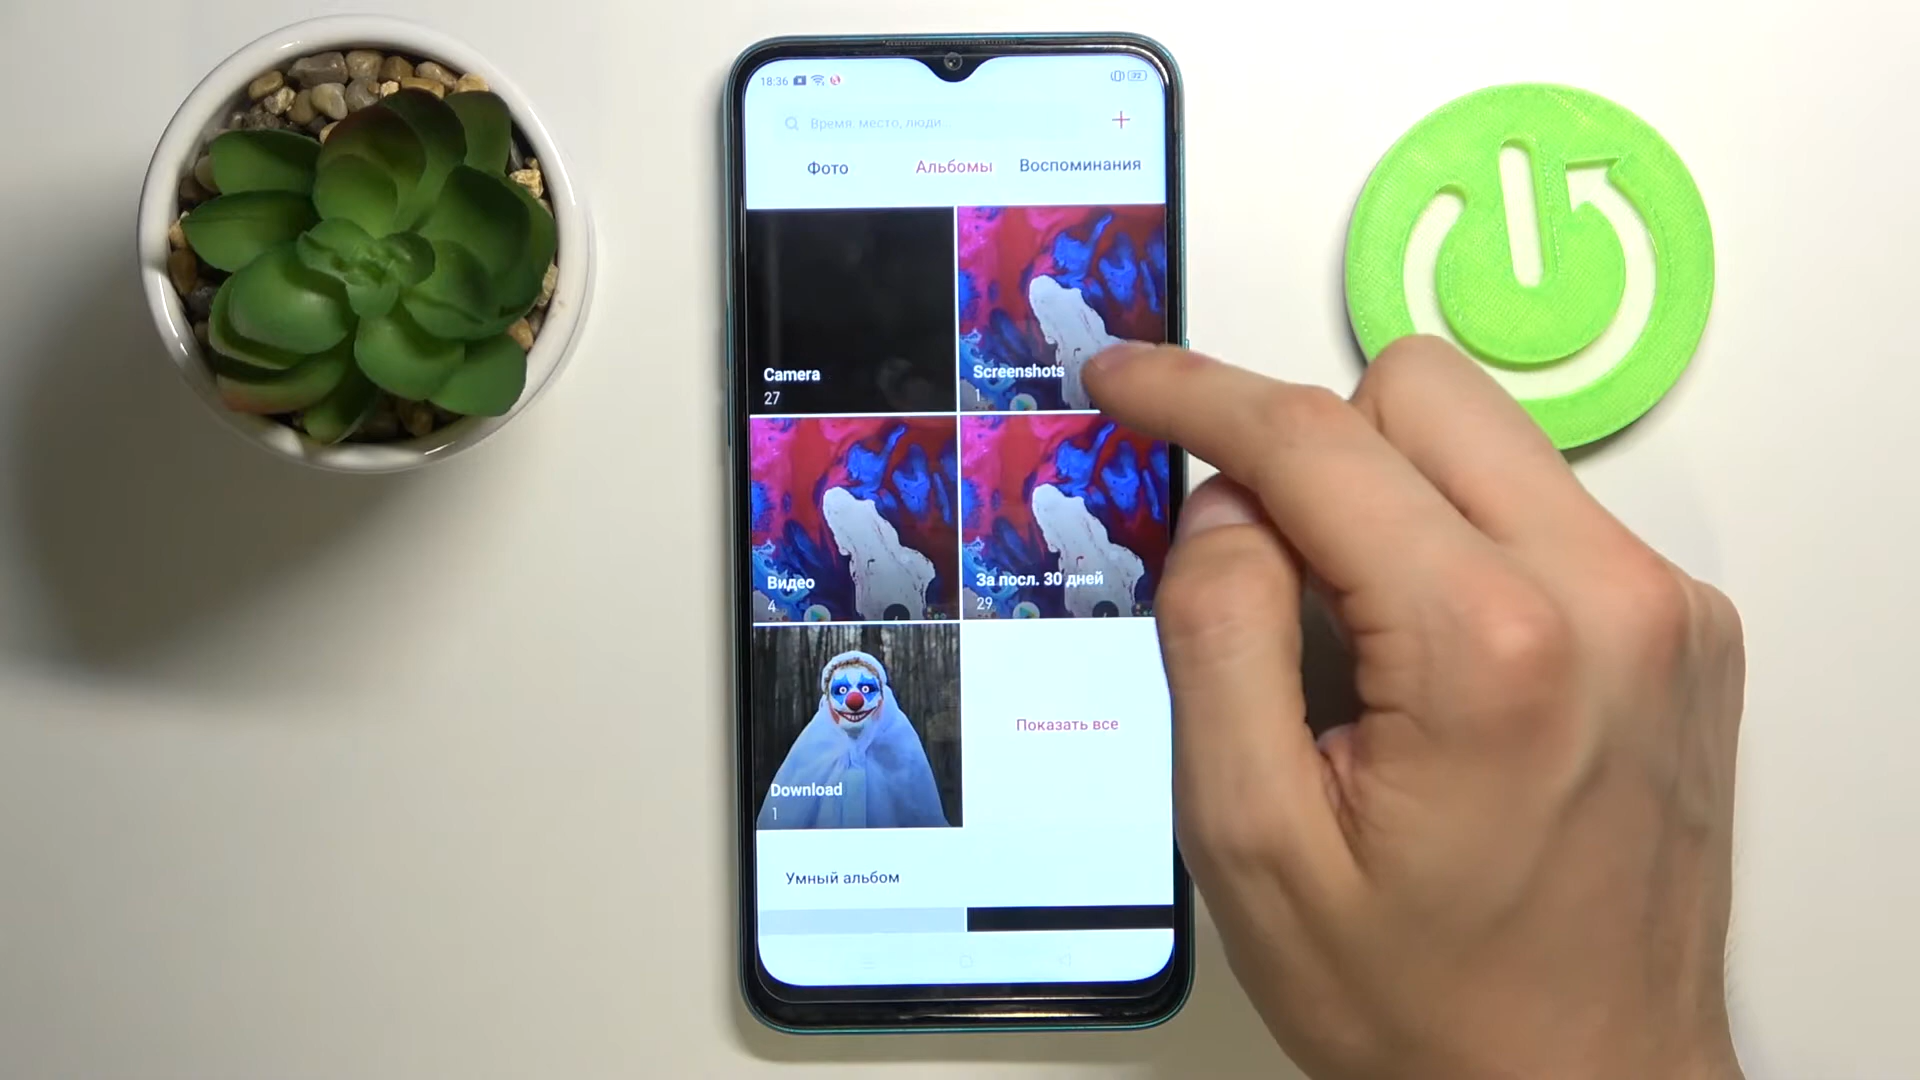 18:36
Время, место, люди...
Фото Альбомы Воспоминания
Camera
27
Screenshots
1
Видео
4
За посл. 30 дней
29
Download
1
Показать все
Умный альбом